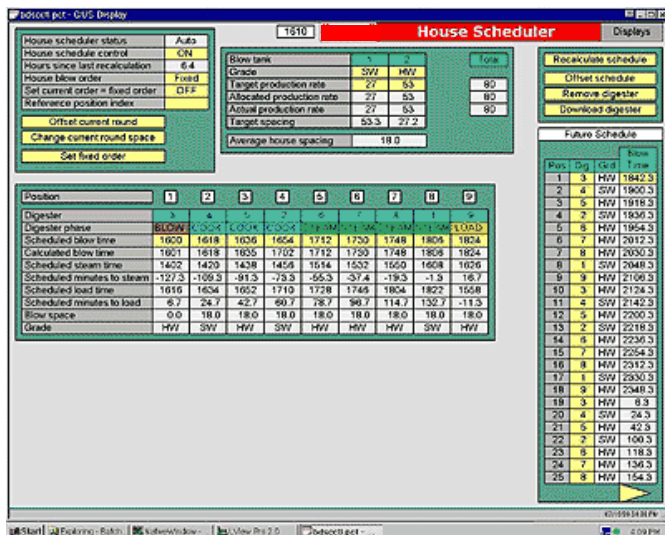 bdsoctl.pct - GUS Display
1610 House Scheduler Displays
House scheduler status Auto
House schedule control ON
Hours since last recalculation 6.4
House blow order Fixed
Set current order = fixed order OFF
Reference position index
Offset current round
Change current round space
Set fixed order
Blow tank 1 2 Total
Grade SW HW
Target production rate 27 53 80
Allocated production rate 27 53 80
Actual production rate 27 53 80
Target spacing 53.3 27.2
Average house spacing 18.0
Recalculate schedule
Offset schedule
Remove digester
Download digester
Future Schedule
Blow
Pos Dig Grd Time
1 3 HW 1842.3
2 4 SW 1900.3
3 5 HW 1918.3
4 2 SW 1936.3
5 6 HW 1954.3
6 7 HW 2012.3
7 8 HW 2030.3
8 1 SW 2048.3
9 9 HW 2106.3
10 3 HW 2124.3
11 4 SW 2142.3
12 5 HW 2200.3
13 2 SW 2218.3
14 6 HW 2236.3
15 7 HW 2254.3
16 8 HW 2312.3
17 1 SW 2330.3
18 9 HW 2348.3
19 3 HW 6.3
20 4 SW 24.3
21 5 HW 42.3
22 2 SW 100.3
23 6 HW 118.3
24 7 HW 136.3
25 8 HW 154.3
Position 1 2 3 4 5 6 7 8 9
Digester 3 4 5 2 6 7 8 1 9
Digester phase BLOW COOK COOK COOK STEAM STEAM STEAM STEAM LOAD
Scheduled blow time 1600 1618 1636 1654 1712 1730 1748 1806 1824
Calculated blow time 1601 1618 1635 1702 1712 1730 1748 1806 1824
Scheduled steam time 1402 1420 1438 1456 1514 1532 1550 1608 1626
Scheduled minutes to steam -127.3 -109.3 -91.3 -73.3 -55.3 -37.4 -19.3 -1.3 16.7
Scheduled load time 1616 1634 1652 1710 1728 1746 1804 1822 1558
Scheduled minutes to load 6.7 24.7 42.7 60.7 78.7 96.7 114.7 132.7 -11.3
Blow space 0.0 18.0 18.0 18.0 18.0 18.0 18.0 18.0 18.0
Grade HW SW HW SW HW HW HW SW HW
Start Exploring - Batch NativeWindow - LView Pro 2.0 bdsoctl.pct - ... 4:09 PM